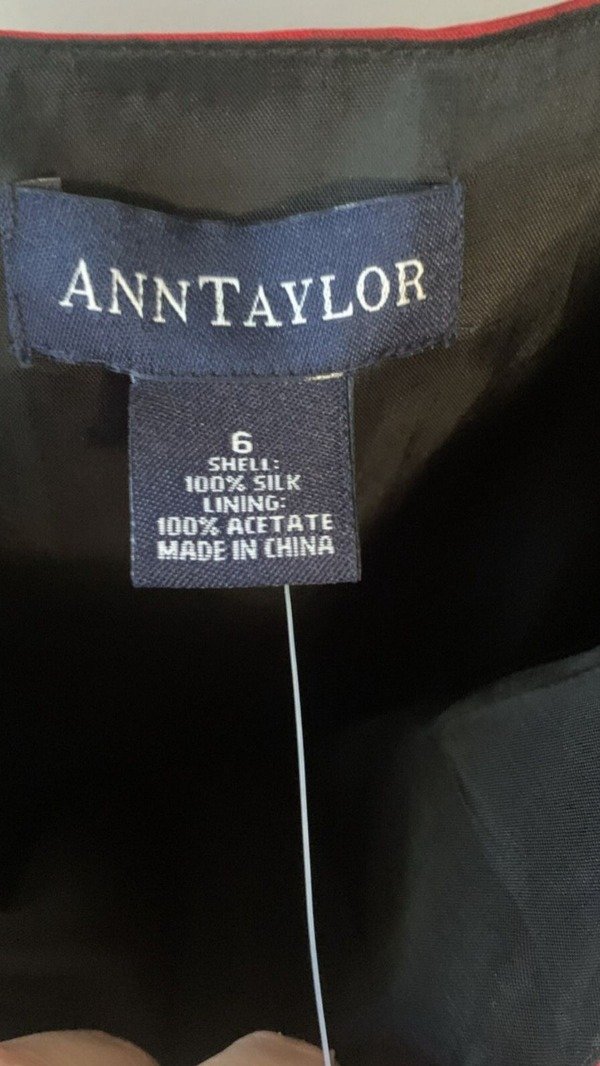 ANNTAYLOR
6
SHELL:
100% SILK
LINING:
100% ACETATE
MADE IN CHINA